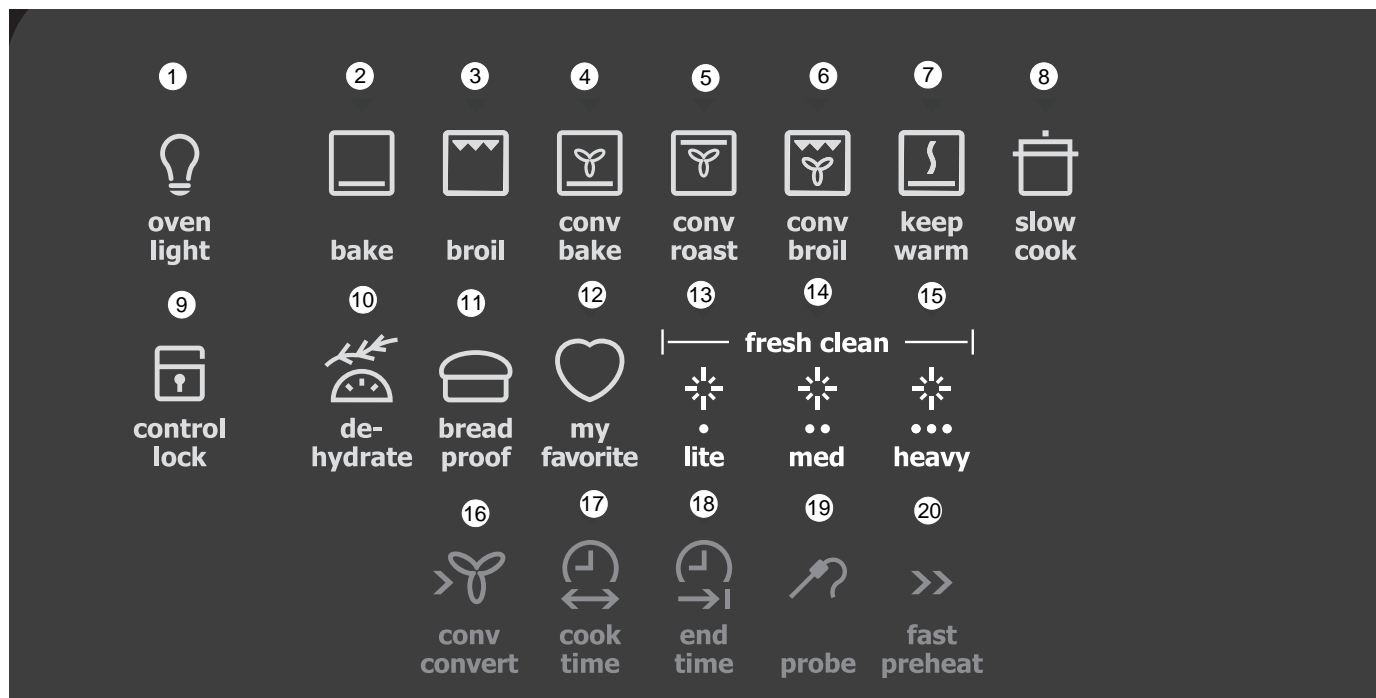 1 2 3 4 5 6 7 8
oven light
bake
broil
conv bake
conv roast
conv broil
keep warm
slow cook
9 10 11 12 13 14 15
fresh clean
control lock
de-hydrate
bread proof
my favorite
lite
med
heavy
16 17 18 19 20
conv convert
cook time
end time
probe
fast preheat